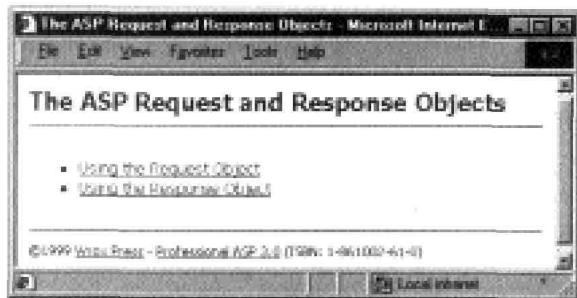 The ASP Request and Response Objects - Microsoft Internet E...
File Edit View Favorites Tools Help
The ASP Request and Response Objects
Using the Request Object
Using the Response Object
©1999 Wrox Press - Professional ASP 3.0 (ISBN: 1-861002-61-0)
Local intranet